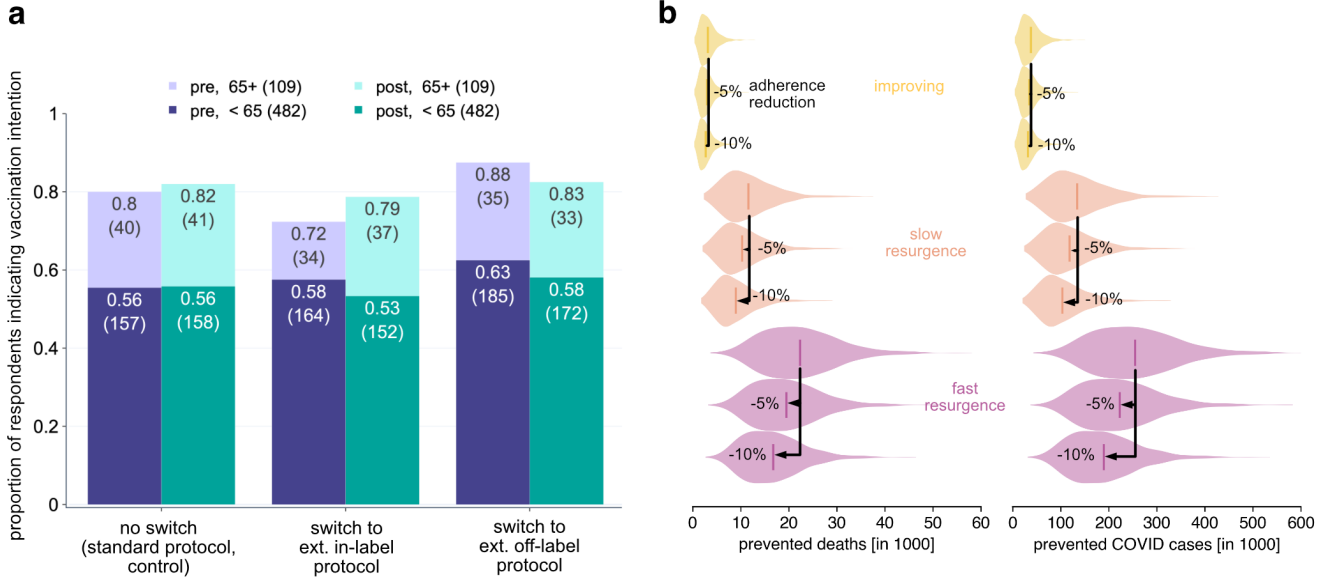 a
pre, 65+ (109)
post, 65+ (109)
pre, < 65 (482)
post, < 65 (482)
proportion of respondents indicating vaccination intention
1
0.8
0.6
0.4
0.2
0
0.8
(40)
0.82
(41)
0.56
(157)
0.56
(158)
0.72
(34)
0.79
(37)
0.58
(164)
0.53
(152)
0.88
(35)
0.83
(33)
0.63
(185)
0.58
(172)
no switch
(standard protocol,
control)
switch to
ext. in-label
protocol
switch to
ext. off-label
protocol
b
-5%
adherence
reduction
-10%
improving
-5%
-10%
-5%
-10%
slow
resurgence
-5%
-10%
-5%
-10%
fast
resurgence
-5%
-10%
0 10 20 30 40 50 60
prevented deaths [in 1000]
0 100 200 300 400 500 600
prevented COVID cases [in 1000]